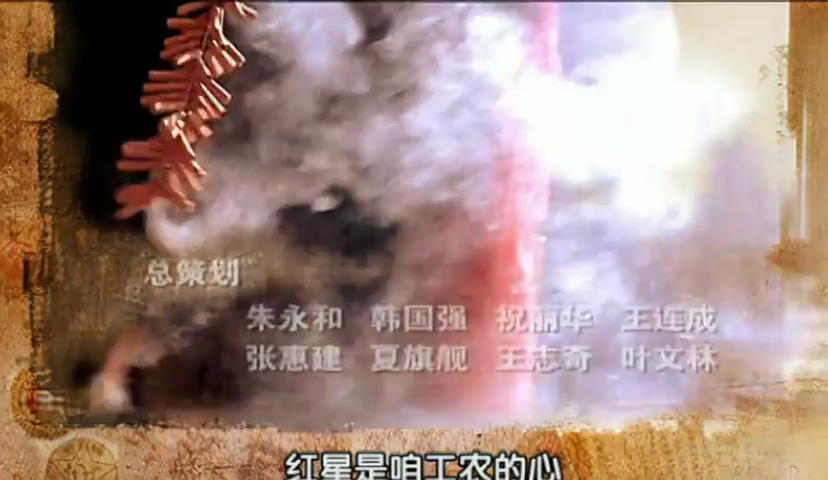 总策划
朱永和 韩国强 祝丽华 王连成
张惠建 夏旗舰 王志奇 叶文林
红星是咱工农的心